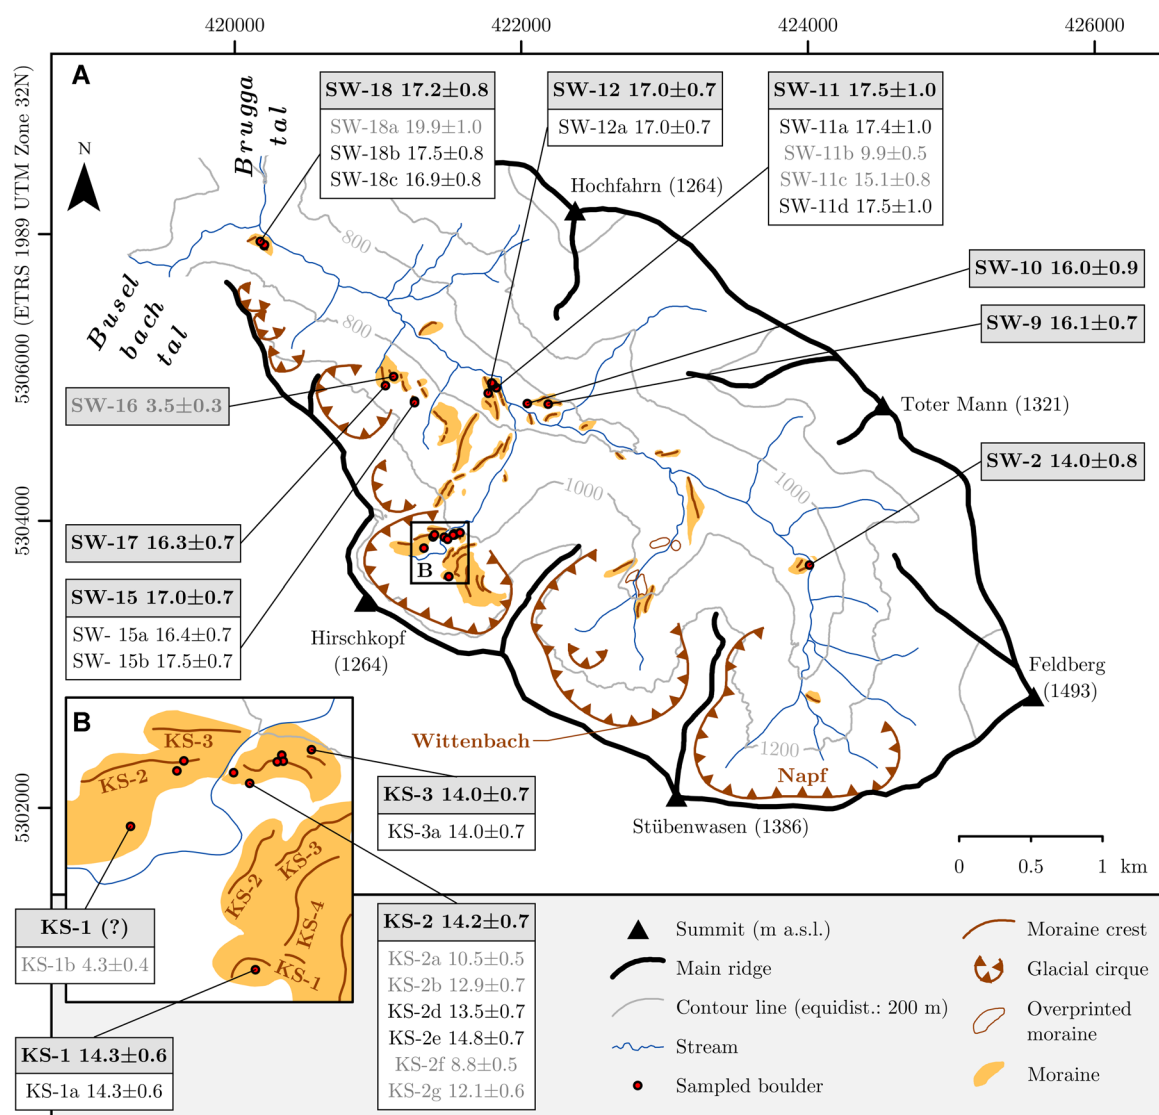 420000
422000
424000
426000
5306000 (ETRS 1989 UTM Zone 32N)
5304000
5302000
A
N
Brugga
tal
Busel
bach
tal
SW-18 17.2±0.8
SW-18a 19.9±1.0
SW-18b 17.5±0.8
SW-18c 16.9±0.8
SW-12 17.0±0.7
SW-12a 17.0±0.7
SW-11 17.5±1.0
SW-11a 17.4±1.0
SW-11b 9.9±0.5
SW-11c 15.1±0.8
SW-11d 17.5±1.0
Hochfahrn (1264)
800
800
SW-10 16.0±0.9
SW-9 16.1±0.7
SW-16 3.5±0.3
Toter Mann (1321)
SW-2 14.0±0.8
1000
1000
SW-17 16.3±0.7
SW-15 17.0±0.7
SW- 15a 16.4±0.7
SW- 15b 17.5±0.7
B
Hirschkopf
(1264)
Feldberg
(1493)
Wittenbach
1200
Napf
Stübenwasen (1386)
0 1 km
B
KS-3
KS-2
KS-3
KS-2
KS-4
KS-1
KS-3 14.0±0.7
KS-3a 14.0±0.7
KS-1 (?)
KS-1b 4.3±0.4
KS-2 14.2±0.7
KS-2a 10.5±0.5
KS-2b 12.9±0.7
KS-2d 13.5±0.7
KS-2e 14.8±0.7
KS-2f 8.8±0.5
KS-2g 12.1±0.6
KS-1 14.3±0.6
KS-1a 14.3±0.6
Summit (m a.s.l.)
Main ridge
Contour line (equidist.: 200 m)
Stream
Sampled boulder
Moraine crest
Glacial cirque
Overprinted
moraine
Moraine